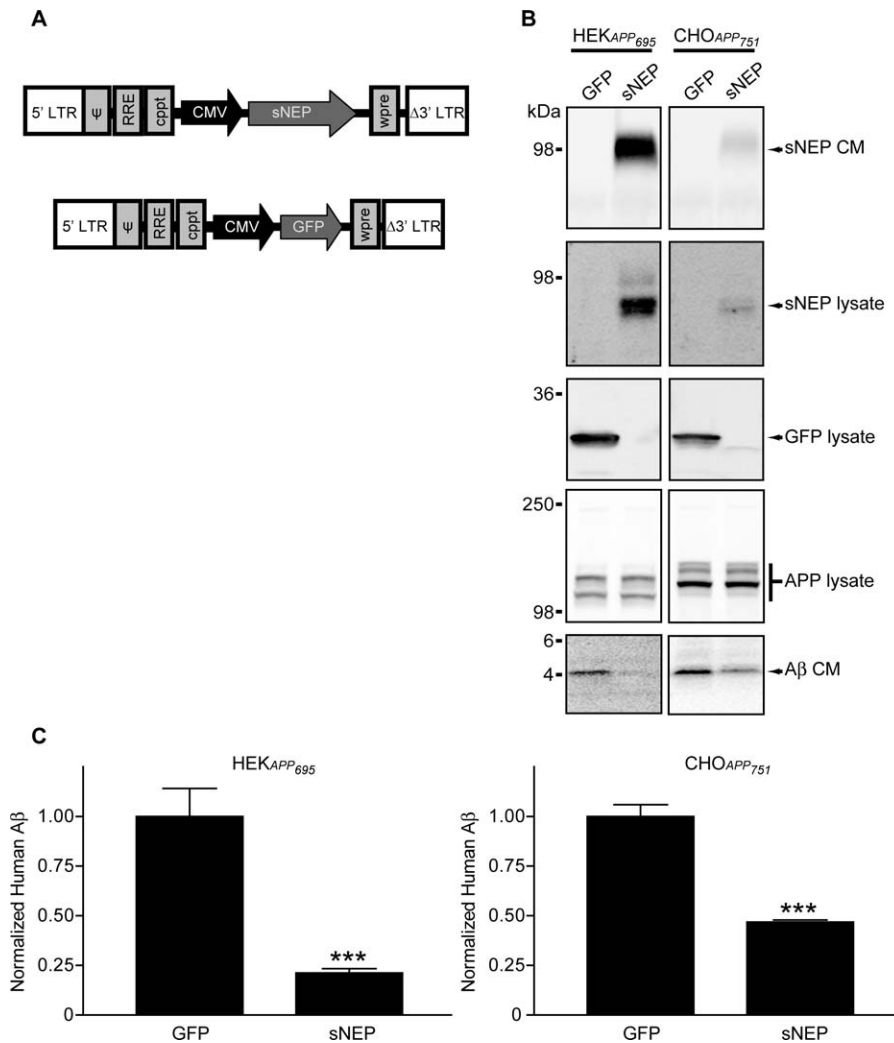 A
5' LTR ψ RRE cppt CMV sNEP wpre Δ3' LTR
5' LTR ψ RRE cppt CMV GFP wpre Δ3' LTR
B
HEKAPP695 CHOAPP751
GFP sNEP GFP sNEP
kDa
98 sNEP CM
98
sNEP lysate
36
GFP lysate
250
APP lysate
98
6
4 Aβ CM
C
HEKAPP695
Normalized Human Aβ
1.00
0.75
0.50
0.25
0
***
GFP sNEP
CHOAPP751
Normalized Human Aβ
1.00
0.75
0.50
0.25
0
***
GFP sNEP